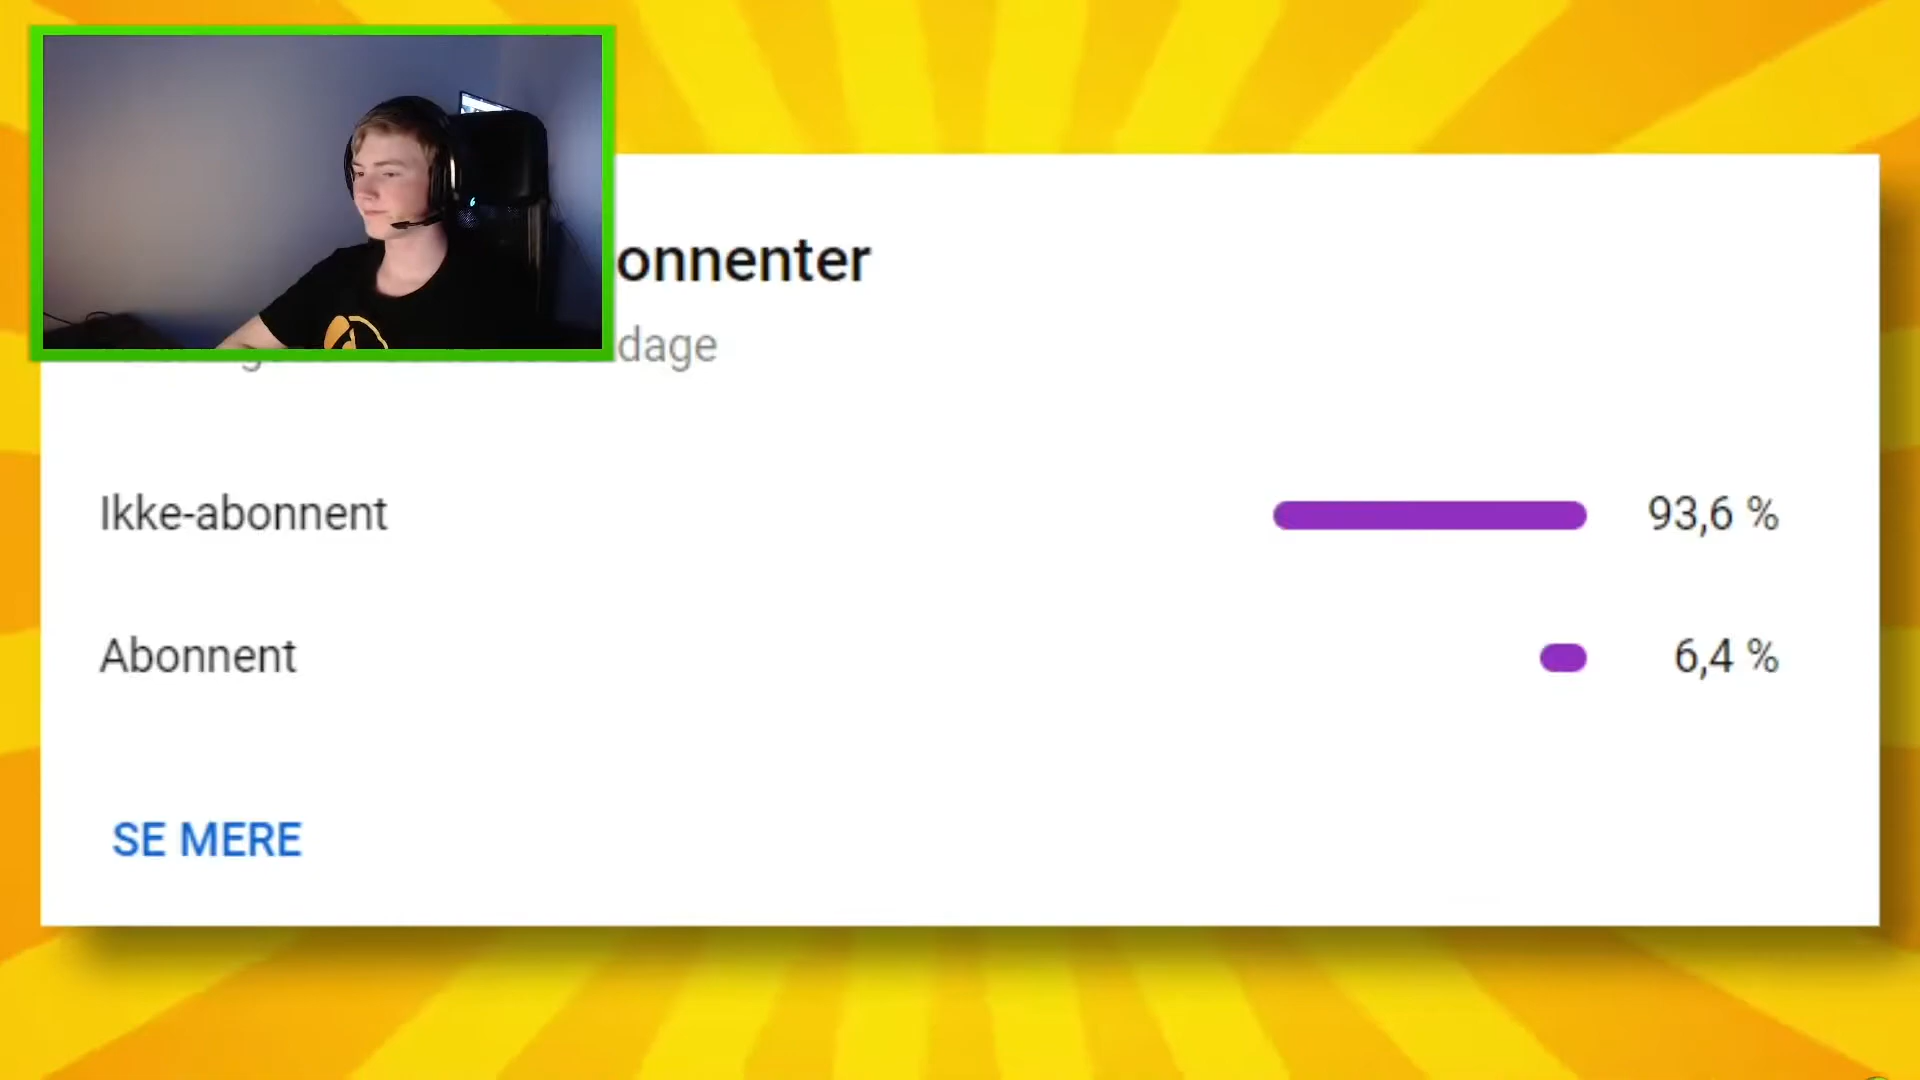 onnenter
dage
Ikke-abonnent
93,6 %
Abonnent
6,4 %
SE MERE